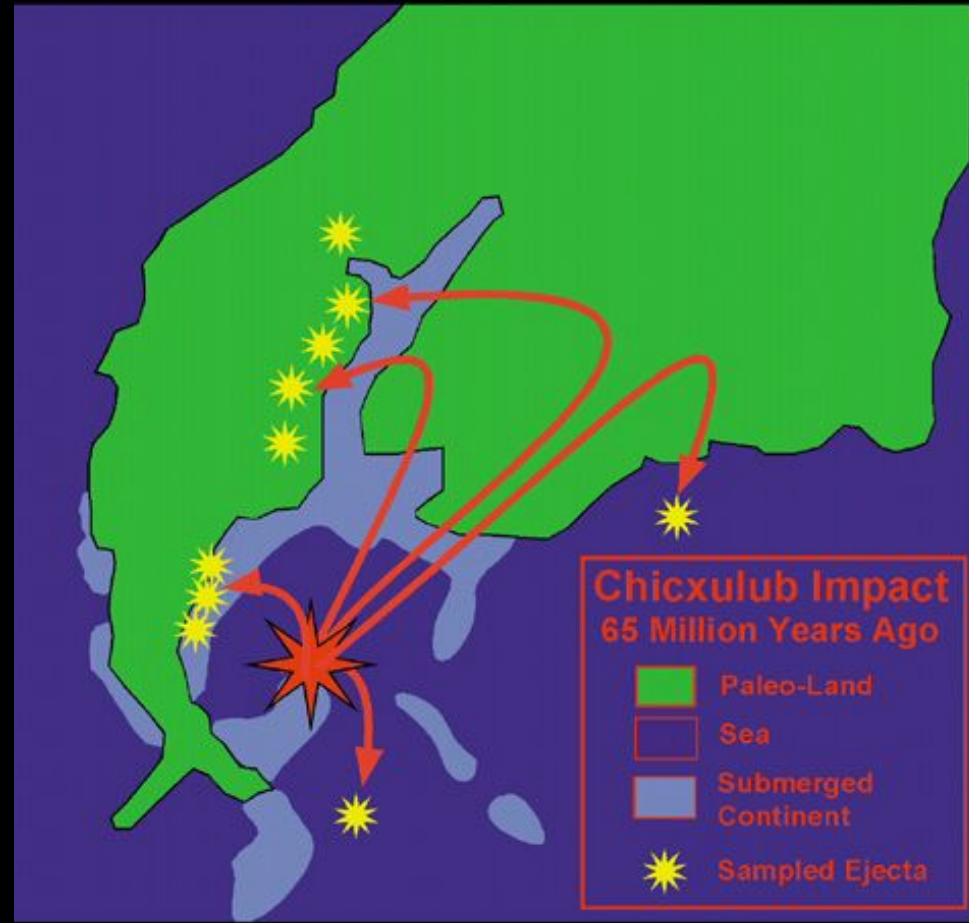 Chicxulub Impact
65 Million Years Ago
Paleo-Land
Sea
Submerged
Continent
Sampled Ejecta